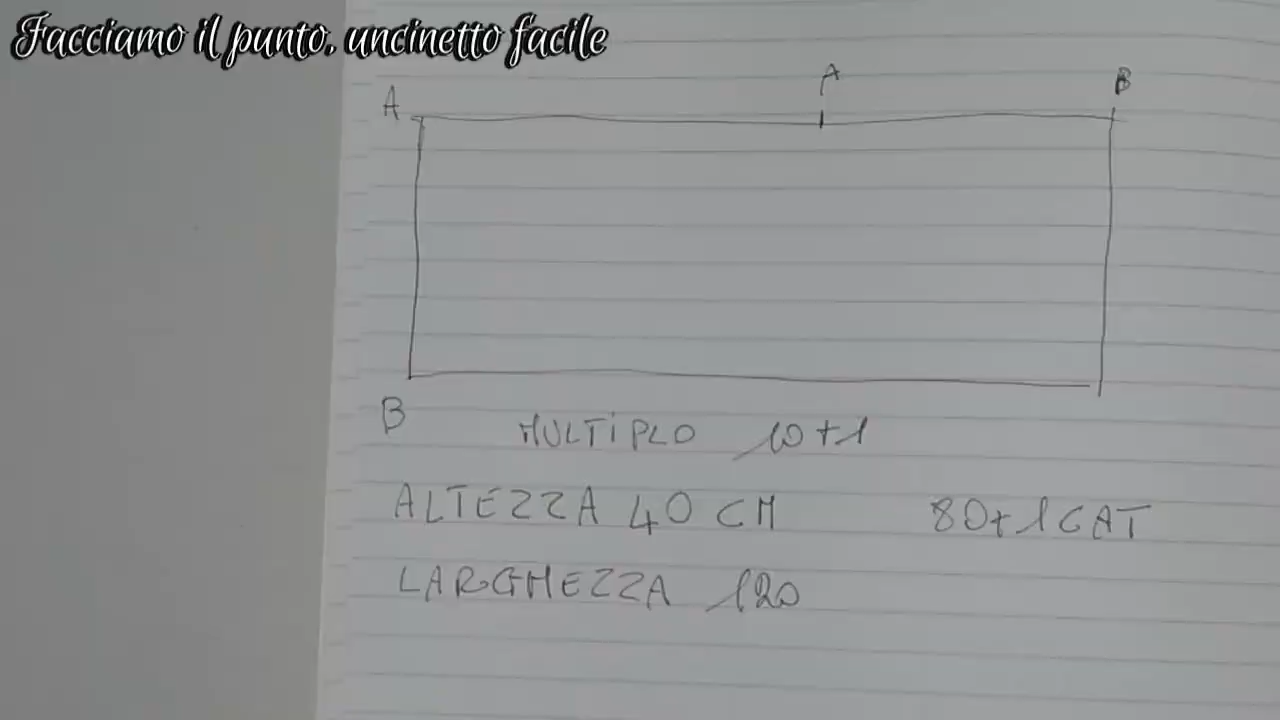 Facciamo il punto. uncinetto facile
A B
A
B
MULTIPLO 10+1
ALTEZZA 40 CM 80+1 CAT
LARGHEZZA 120